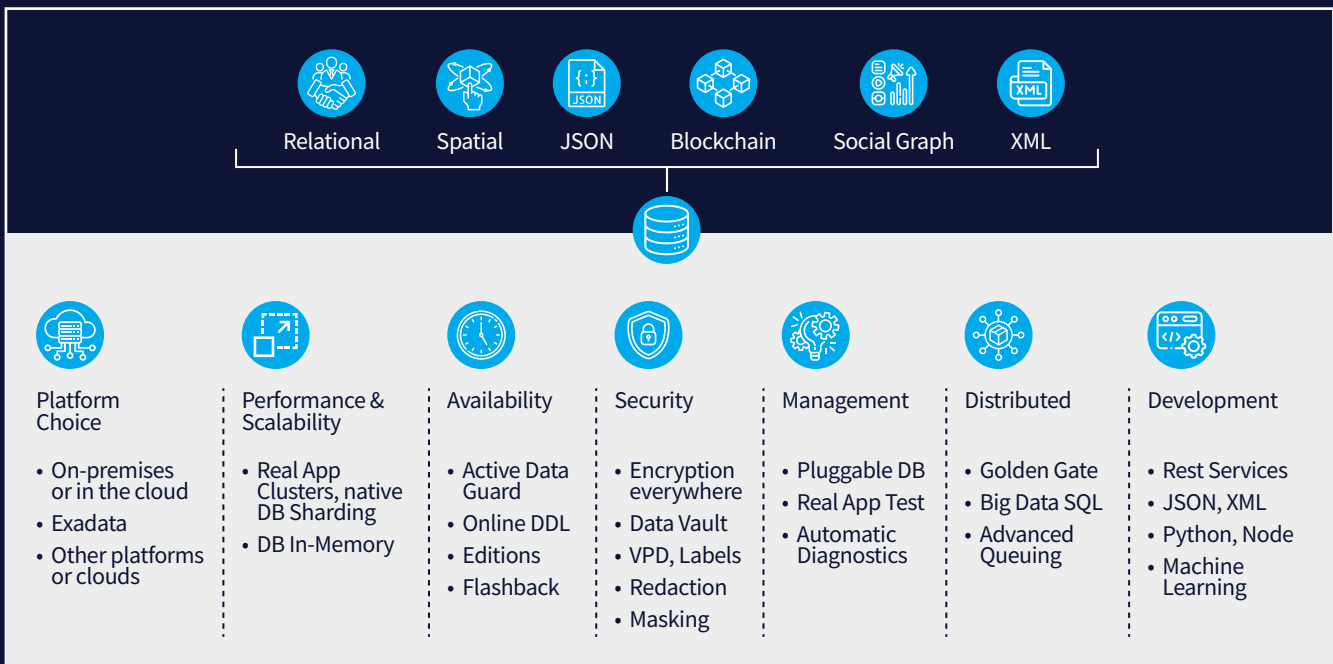 JSON
XML
Relational
Spatial
JSON
Blockchain
Social Graph
XML
Platform
Choice
• On-premises
or in the cloud
• Exadata
• Other platforms
or clouds
Performance &
Scalability
• Real App
Clusters, native
DB Sharding
• DB In-Memory
Availability
• Active Data
Guard
• Online DDL
• Editions
• Flashback
Security
• Encryption
everywhere
• Data Vault
• VPD, Labels
• Redaction
• Masking
Management
• Pluggable DB
• Real App Test
• Automatic
Diagnostics
Distributed
• Golden Gate
• Big Data SQL
• Advanced
Queuing
Development
• Rest Services
• JSON, XML
• Python, Node
• Machine
Learning